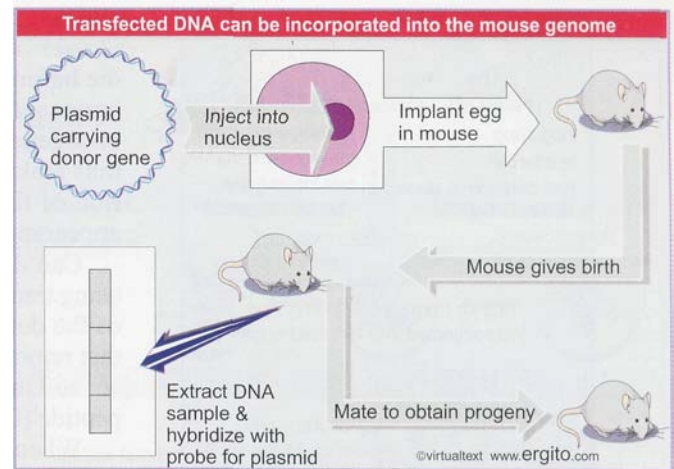 Transfected DNA can be incorporated into the mouse genome
Plasmid
carrying
donor gene
Inject into
nucleus
Implant egg
in mouse
Mouse gives birth
Extract DNA
sample &
hybridize with
probe for plasmid
Mate to obtain progeny
©virtualtext www.ergito.com